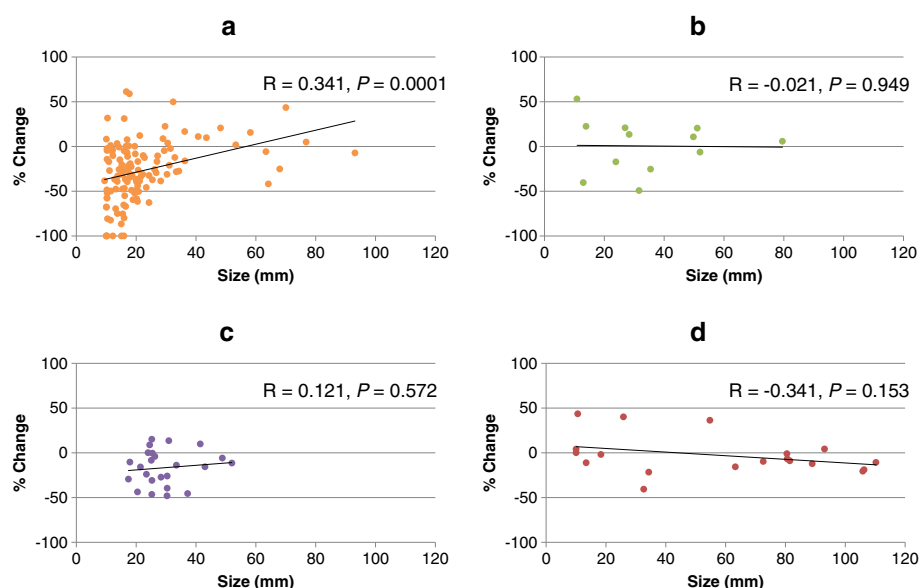 a
100
50
0
-50
-100
% Change
R = 0.341, P = 0.0001
0 20 40 60 80 100 120
Size (mm)
b
100
50
0
-50
-100
% Change
R = -0.021, P = 0.949
0 20 40 60 80 100 120
Size (mm)
c
100
50
0
-50
-100
% Change
R = 0.121, P = 0.572
0 20 40 60 80 100 120
Size (mm)
d
100
50
0
-50
-100
% Change
R = -0.341, P = 0.153
0 20 40 60 80 100 120
Size (mm)